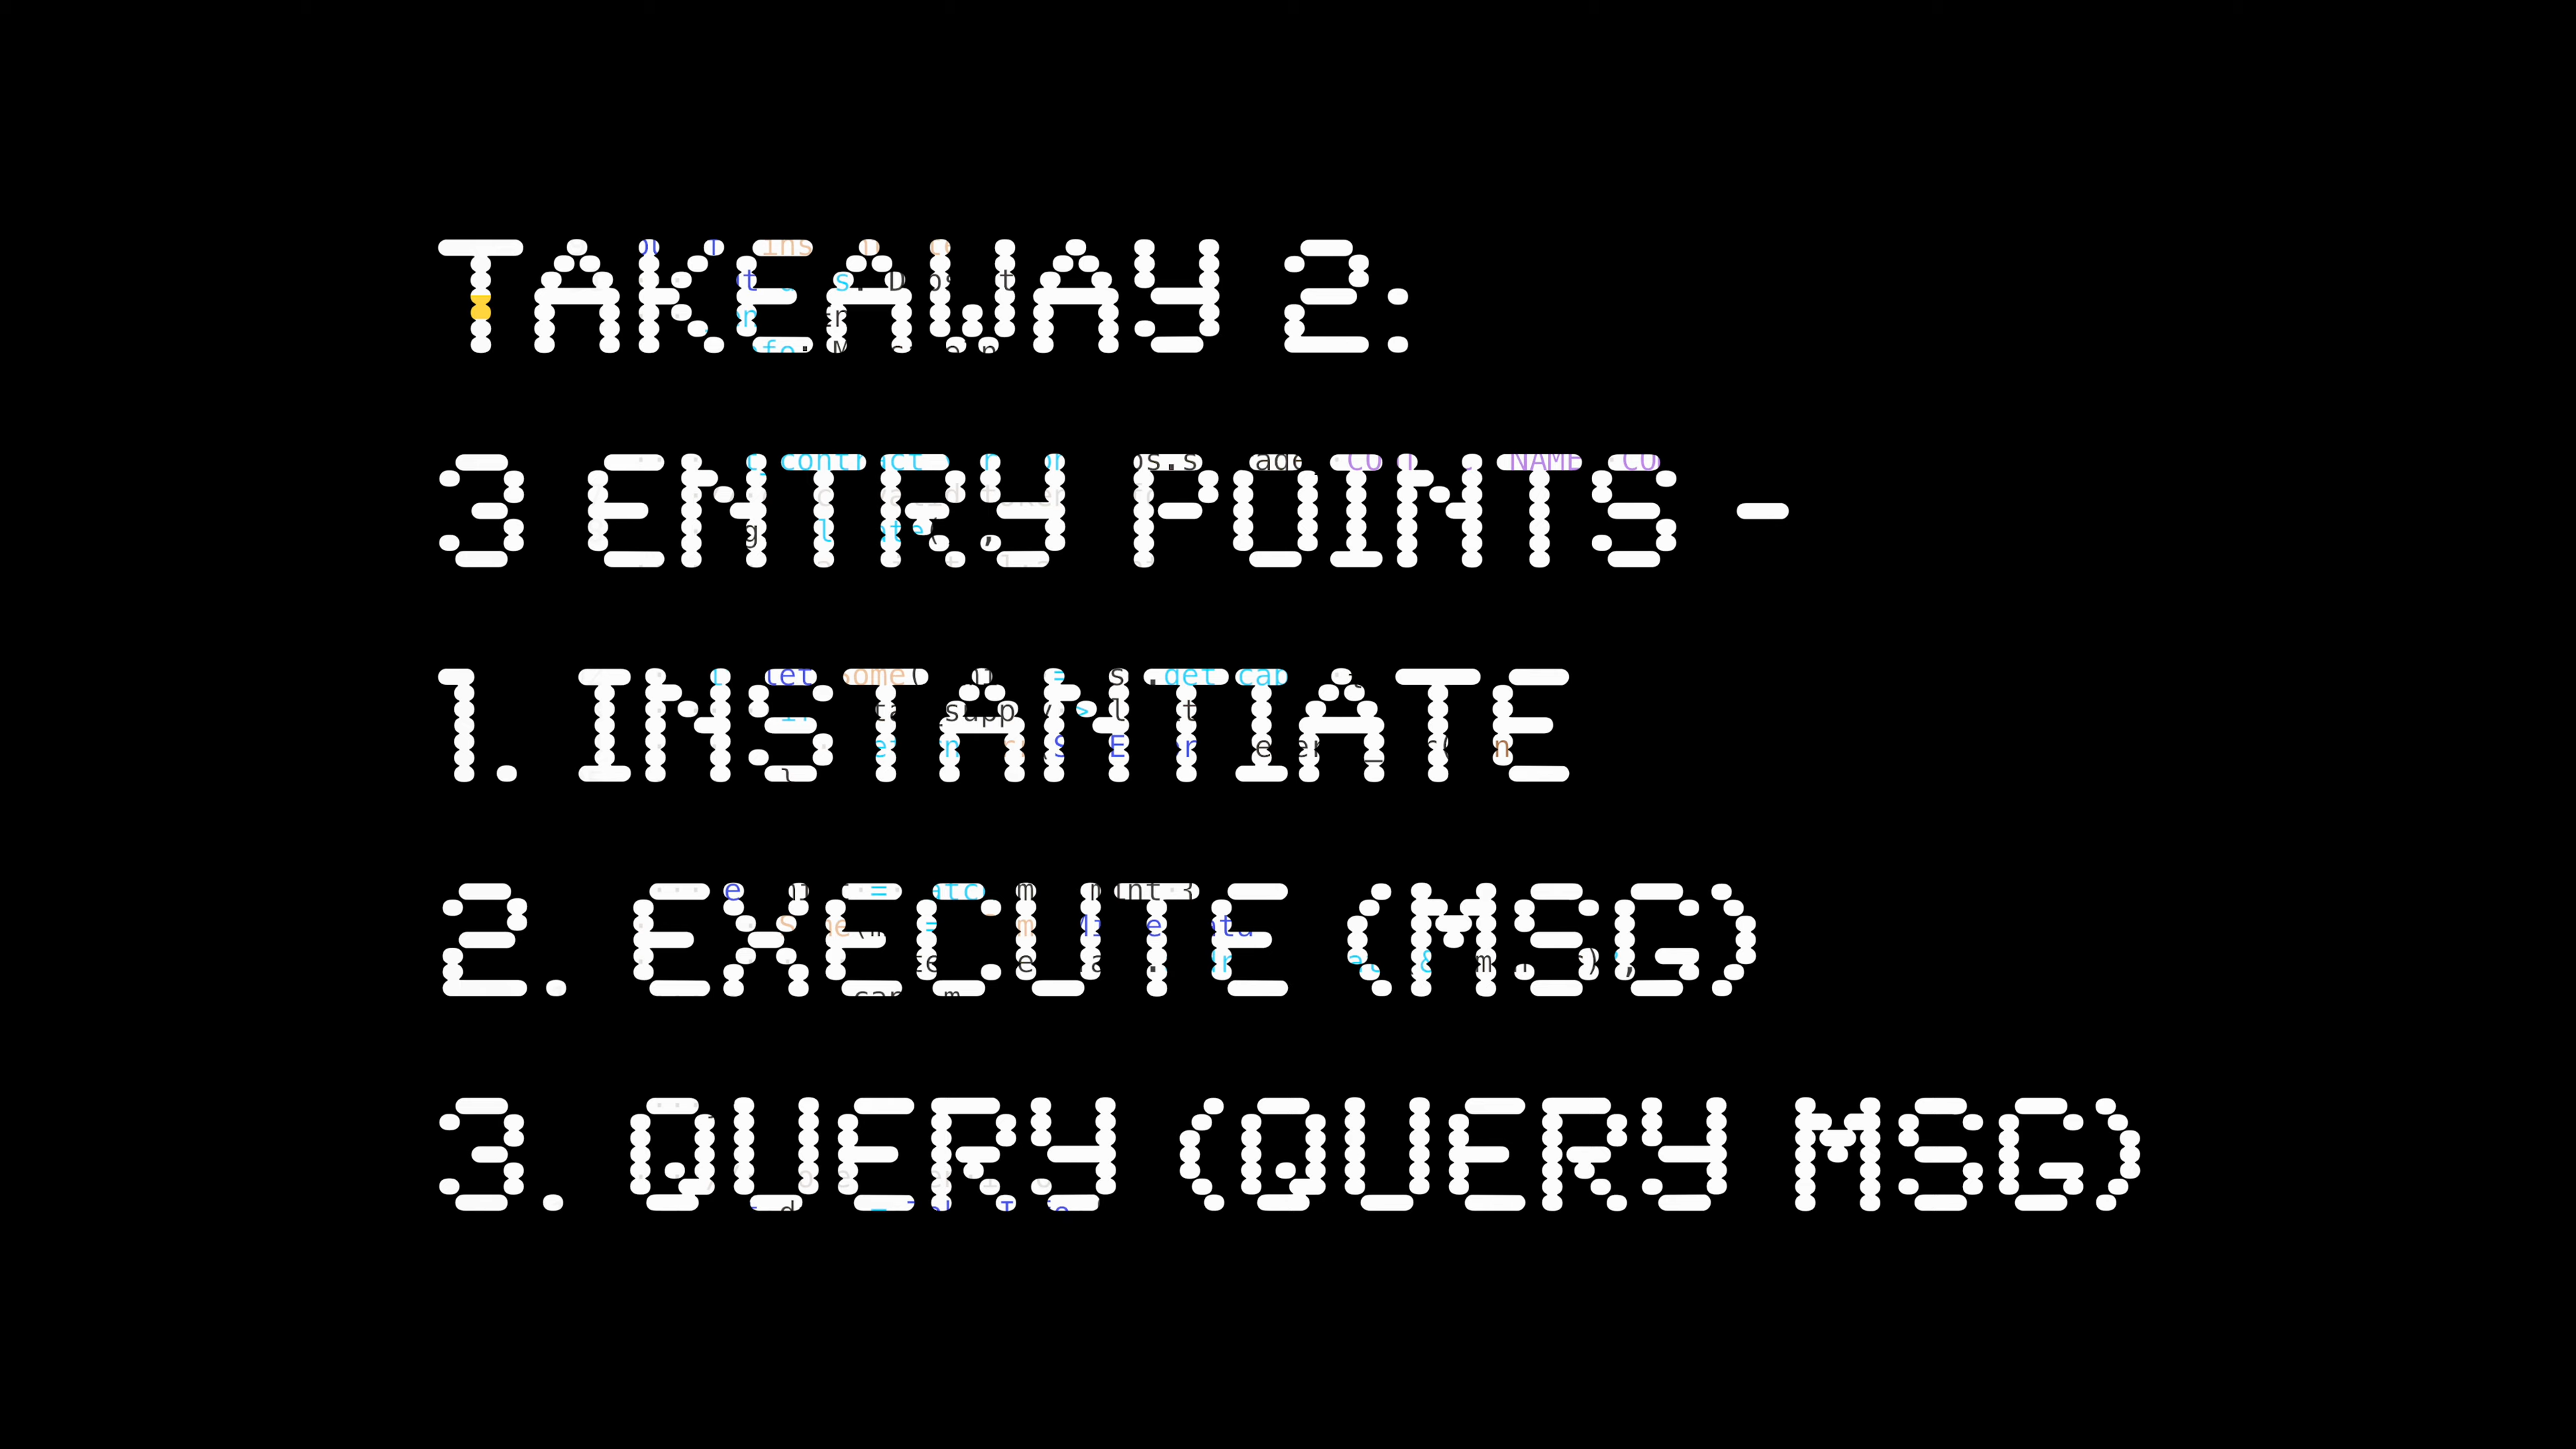 TAKEAWAY 2:
3 ENTRY POINTS -
1. INSTANTIATE
2. EXECUTE (MSG)
3. QUERY (QUERY MSG)